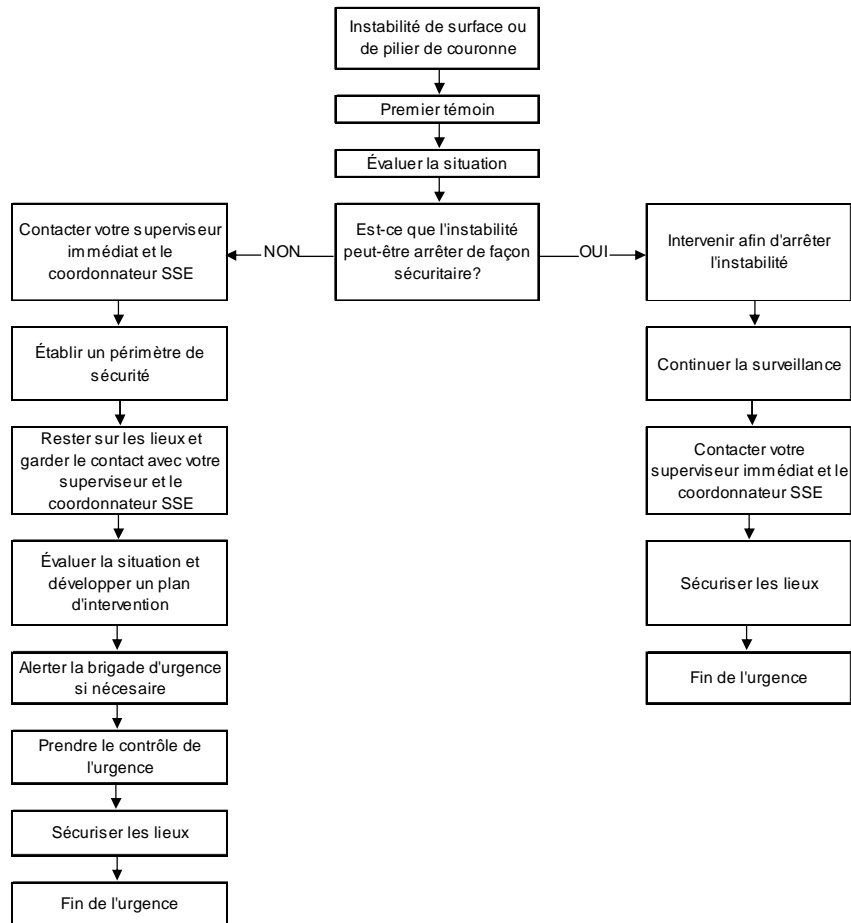 Instabilité de surface ou
de pilier de couronne
Premier témoin
Évaluer la situation
Est-ce que l'instabilité
peut-être arrêter de façon
sécuritaire?
NON
OUI
Contacter votre superviseur
immédiat et le
coordonnateur SSE
Établir un périmètre de
sécurité
Rester sur les lieux et
garder le contact avec votre
superviseur et le
coordonnateur SSE
Évaluer la situation et
développer un plan
d'intervention
Alerter la brigade d'urgence
si nécesaire
Prendre le contrôle de
l'urgence
Sécuriser les lieux
Fin de l'urgence
Intervenir afin d'arrêter
l'instabilité
Continuer la surveillance
Contacter votre
superviseur immédiat et le
coordonnateur SSE
Sécuriser les lieux
Fin de l'urgence